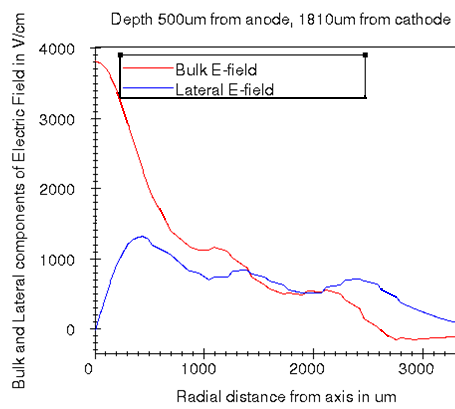 Depth 500um from anode, 1810um from cathode
Bulk and Lateral components of Electric Field in V/cm
4000
3000
2000
1000
0
Bulk E-field
Lateral E-field
0 1000 2000 3000
Radial distance from axis in um